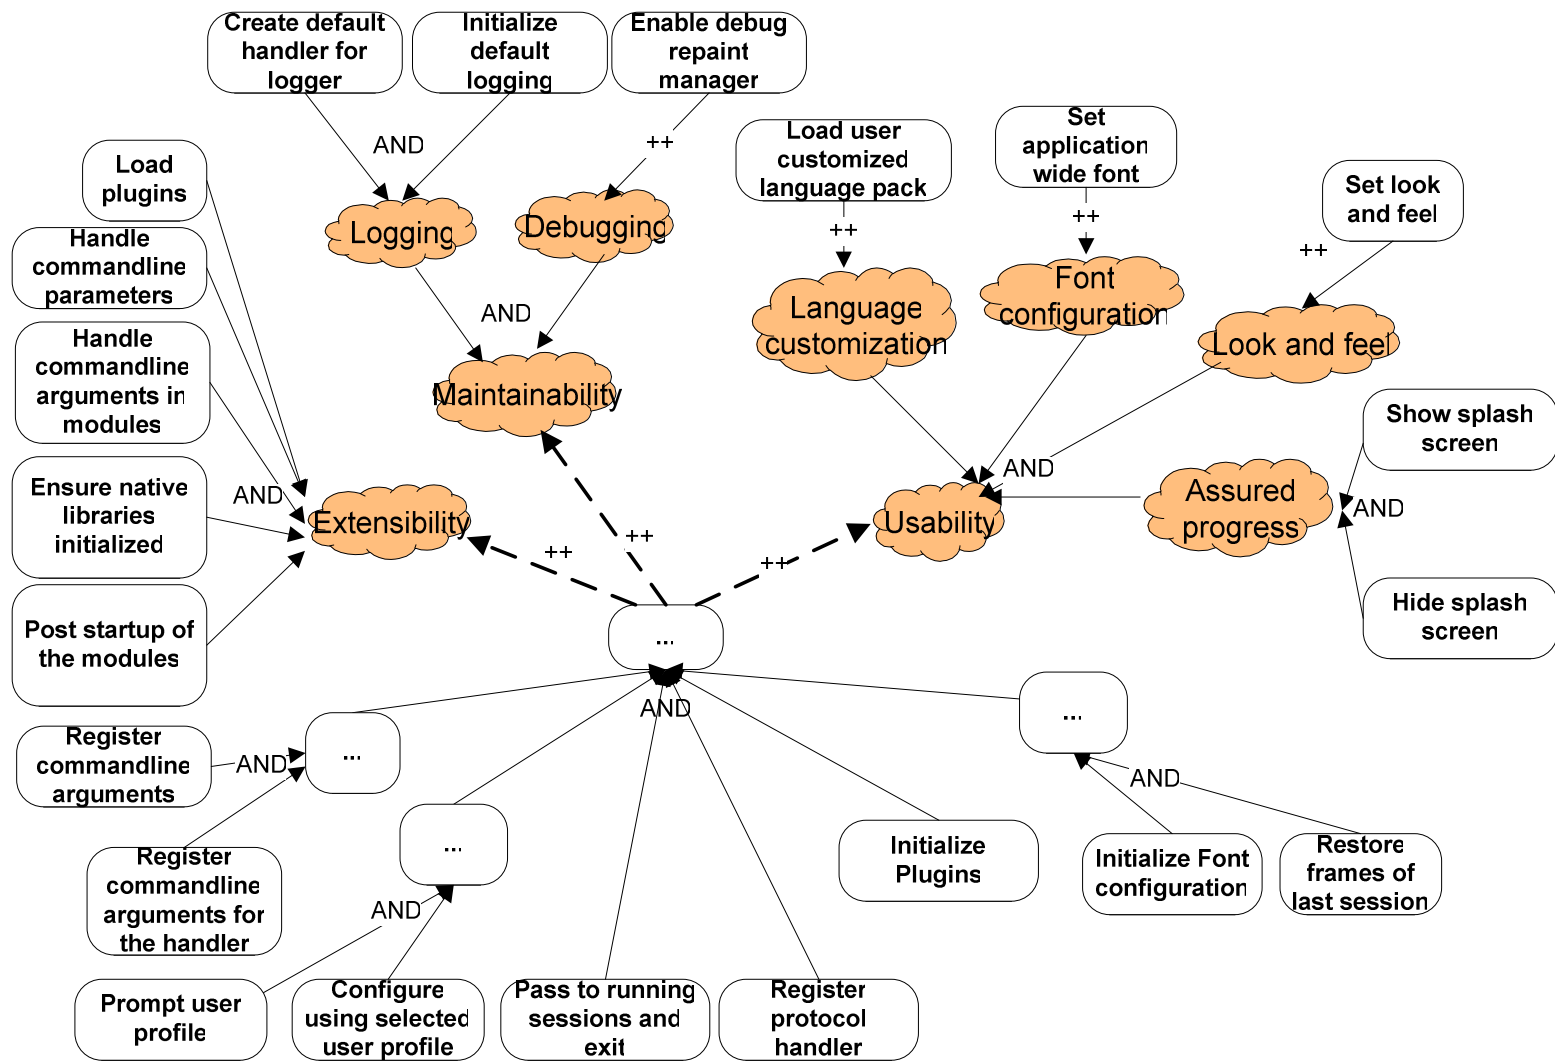 Create default
handler for
logger
Initialize
default
logging
Enable debug
repaint
manager
AND
++
Load
plugins
Load user
customized
language pack
Set
application
wide font
Set look
and feel
Logging
Debugging
++
++
++
Handle
commandline
parameters
AND
Language
customization
Font
configuration
Look and feel
Handle
commandline
arguments in
modules
Maintainability
Show splash
screen
AND
Ensure native
libraries
initialized
AND
Extensibility
Usability
Assured
progress
AND
++
++
++
Hide splash
screen
Post startup of
the modules
...
AND
...
...
Register
commandline
arguments
AND
AND
...
Register
commandline
arguments for
the handler
AND
Initialize
Plugins
Initialize Font
configuration
Restore
frames of
last session
Prompt user
profile
Configure
using selected
user profile
Pass to running
sessions and
exit
Register
protocol
handler